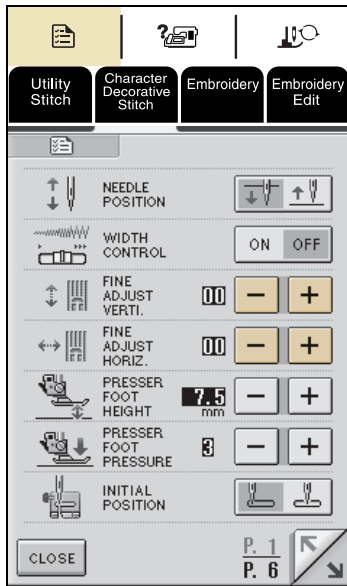 ?
Utility
Stitch
Character
Decorative
Stitch
Embroidery
Embroidery
Edit
NEEDLE
POSITION
WIDTH
CONTROL
ON OFF
FINE
ADJUST
VERTI.
00 − +
FINE
ADJUST
HORIZ.
00 − +
PRESSER
FOOT
HEIGHT
7.5
mm
− +
PRESSER
FOOT
PRESSURE
3 − +
INITIAL
POSITION
CLOSE
P. 1
P. 6